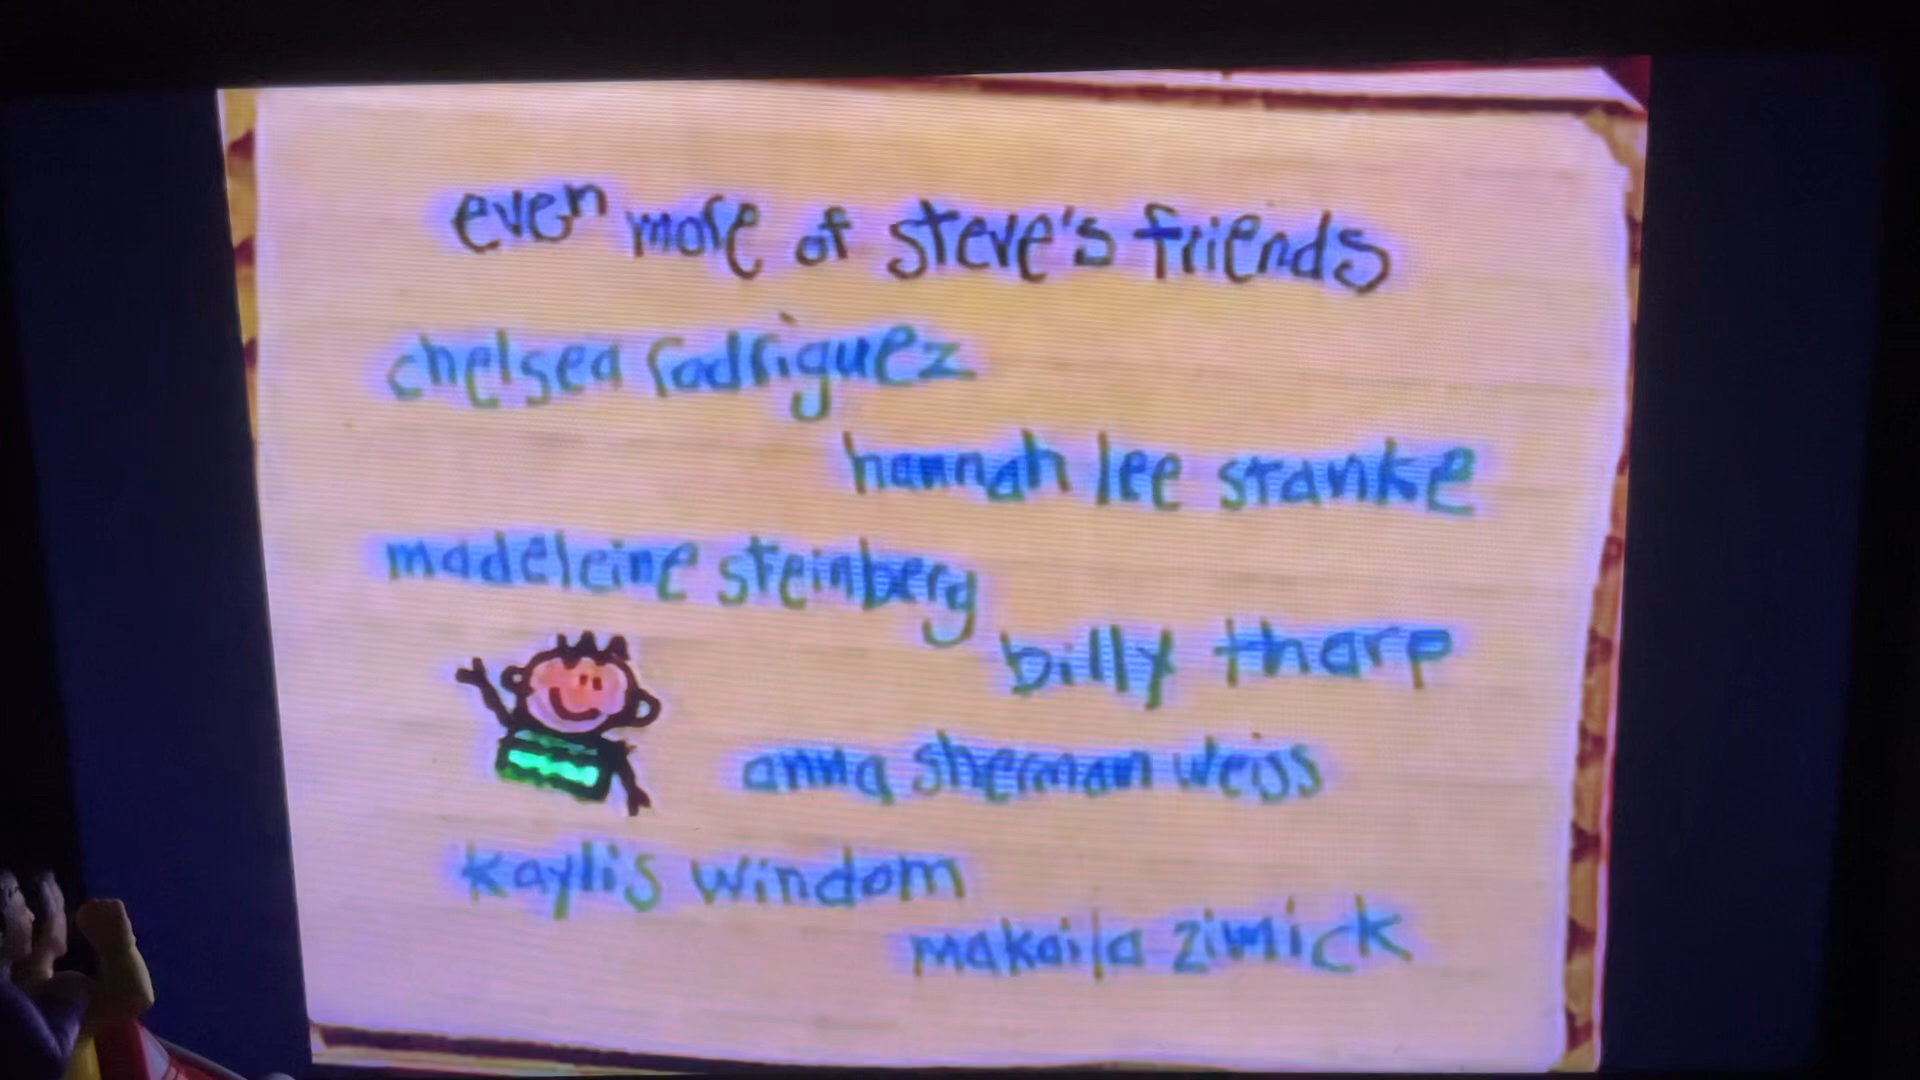 even more of steve's friends
chelsea rodriguez
hannah lee stanke
madeleine steinberg
billy tharp
anna sherman weiss
kaylis windom
makaila zimick